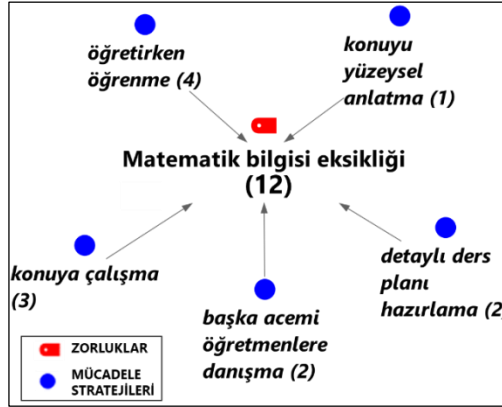 öğretirken
öğrenme (4)
konuyu
yüzeysel
anlatma (1)
Matematik bilgisi eksikliği
(12)
konuya çalışma
(3)
başka acemi
öğretmenlere
danışma (2)
detaylı ders
planı
hazırlama (2
ZORLUKLAR
MÜCADELE
STRATEJİLERİ